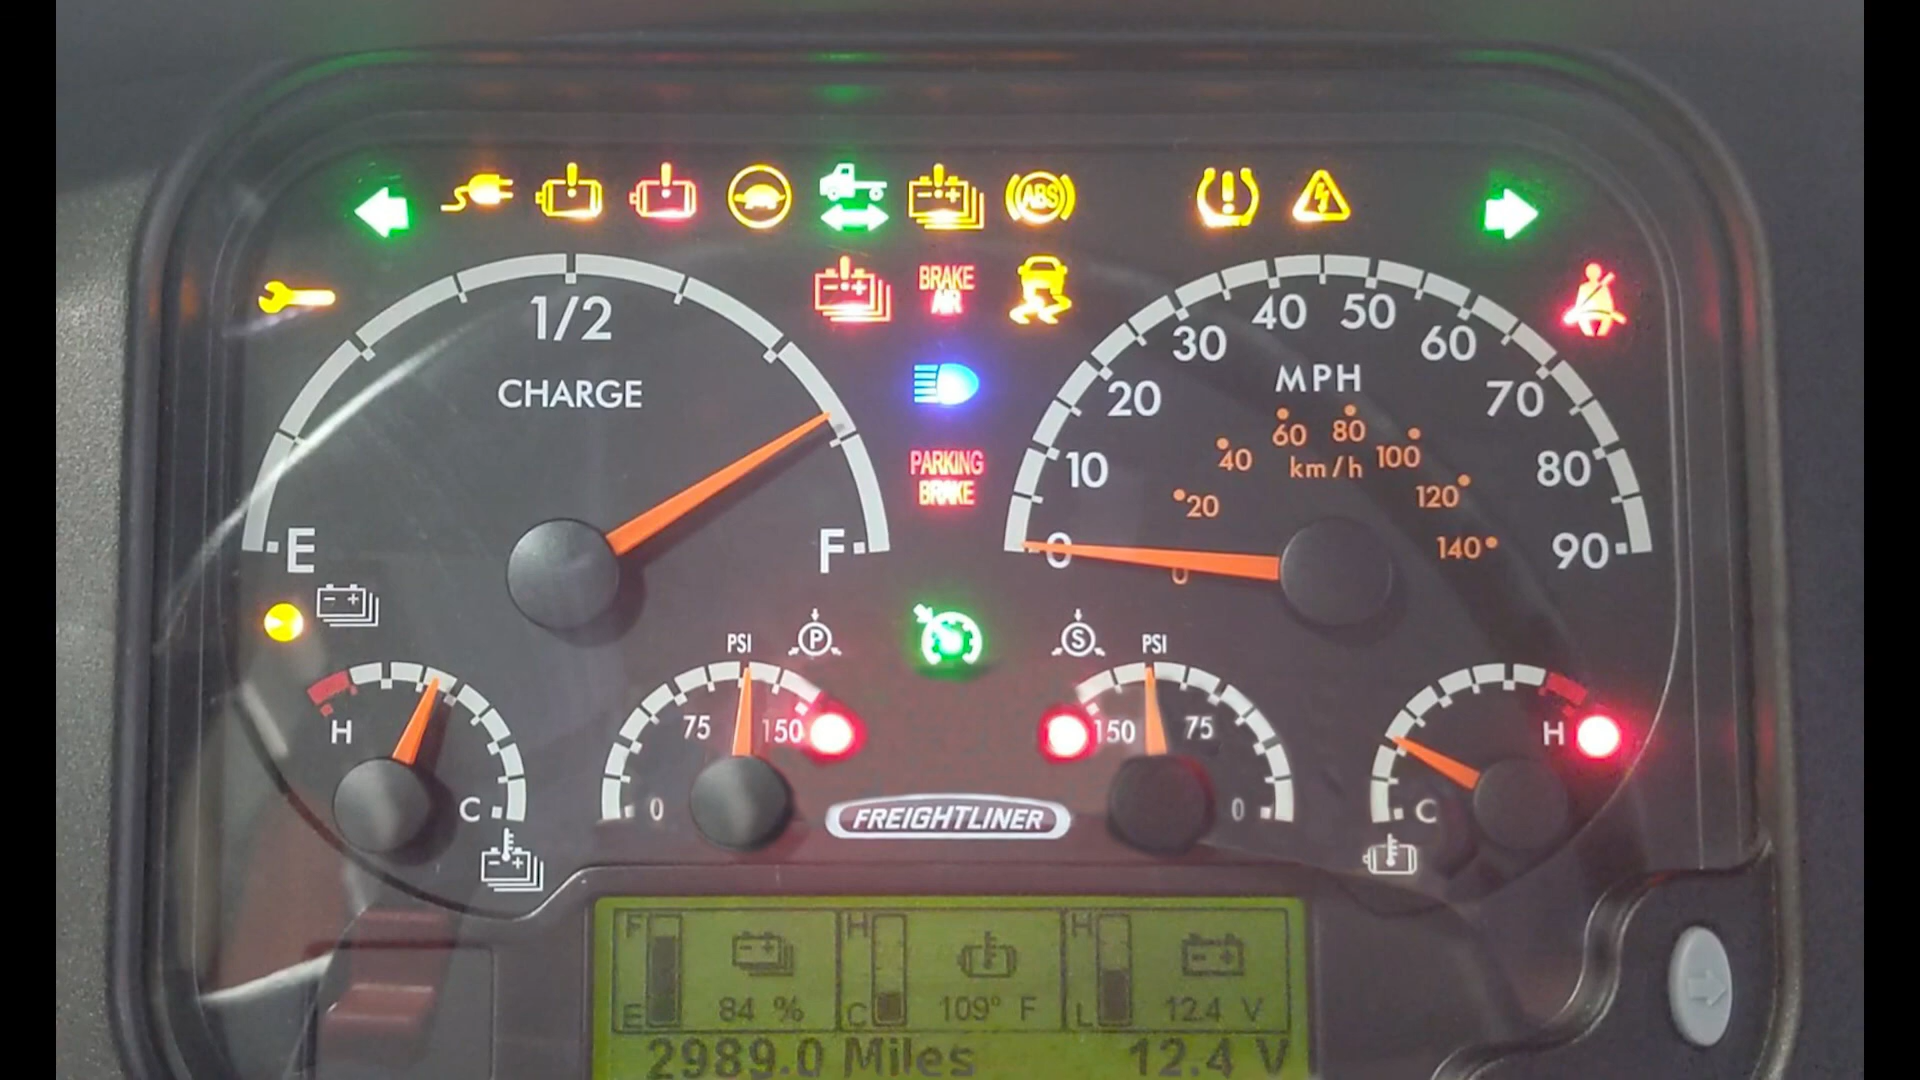 ABS
BRAKE
AIR
1/2
CHARGE
E
F
PARKING
BRAKE
0
10
20
30
40
50
60
70
80
90
MPH
20
40
60
80
100
120
140
km/h
0
H
C
PSI
P
0
75
150
S
PSI
150
75
0
C
H
FREIGHTLINER
F
E
84 %
H
C
109° F
H
L
12.4 V
2989.0 Miles
12.4 V